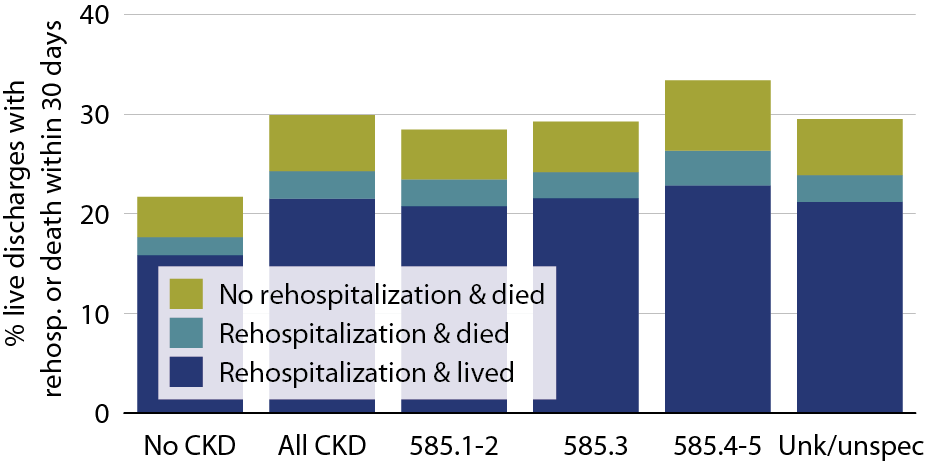 % live discharges with
rehosp. or death within 30 days
40
30
20
10
0
No rehospitalization & died
Rehospitalization & died
Rehospitalization & lived
No CKD All CKD 585.1-2 585.3 585.4-5 Unk/unspec